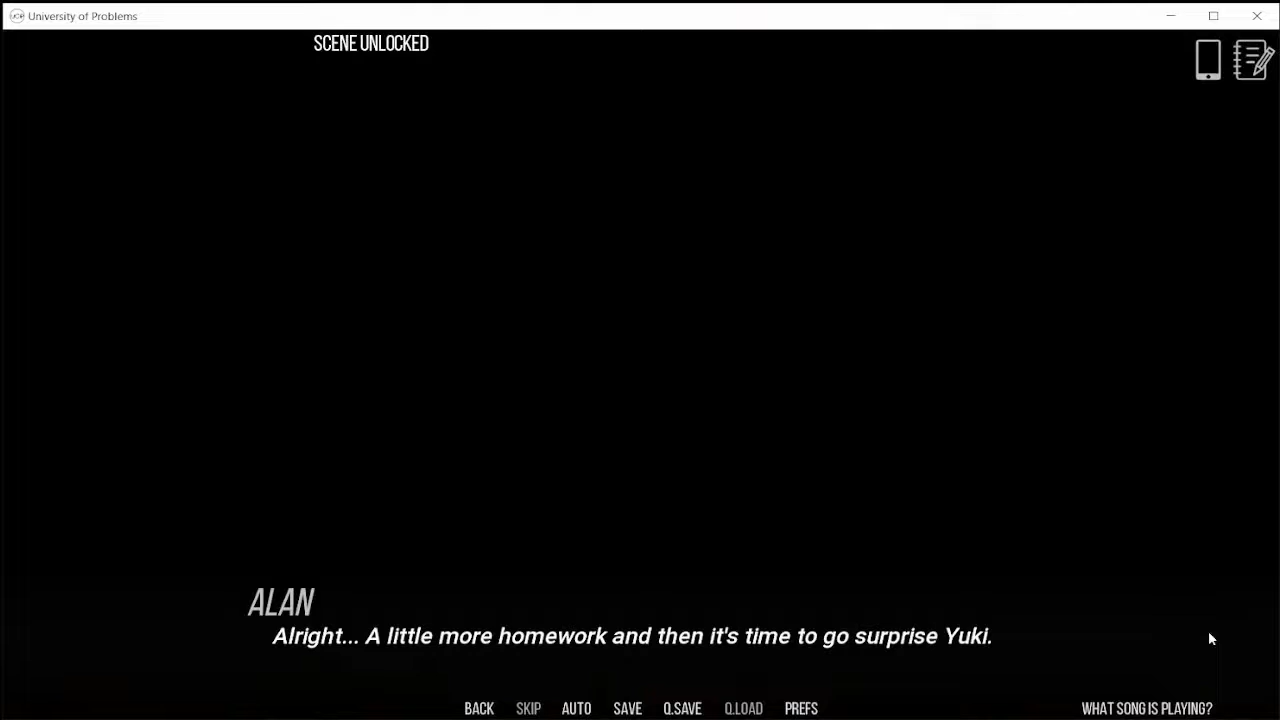 University of Problems
SCENE UNLOCKED
ALAN
Alright... A little more homework and then it's time to go surprise Yuki.
BACK SKIP AUTO SAVE Q.SAVE Q.LOAD PREFS
WHAT SONG IS PLAYING?